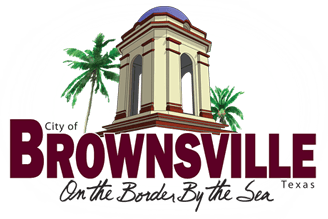 City of
BROWNSVILLE
Texas
On the Border By the Sea